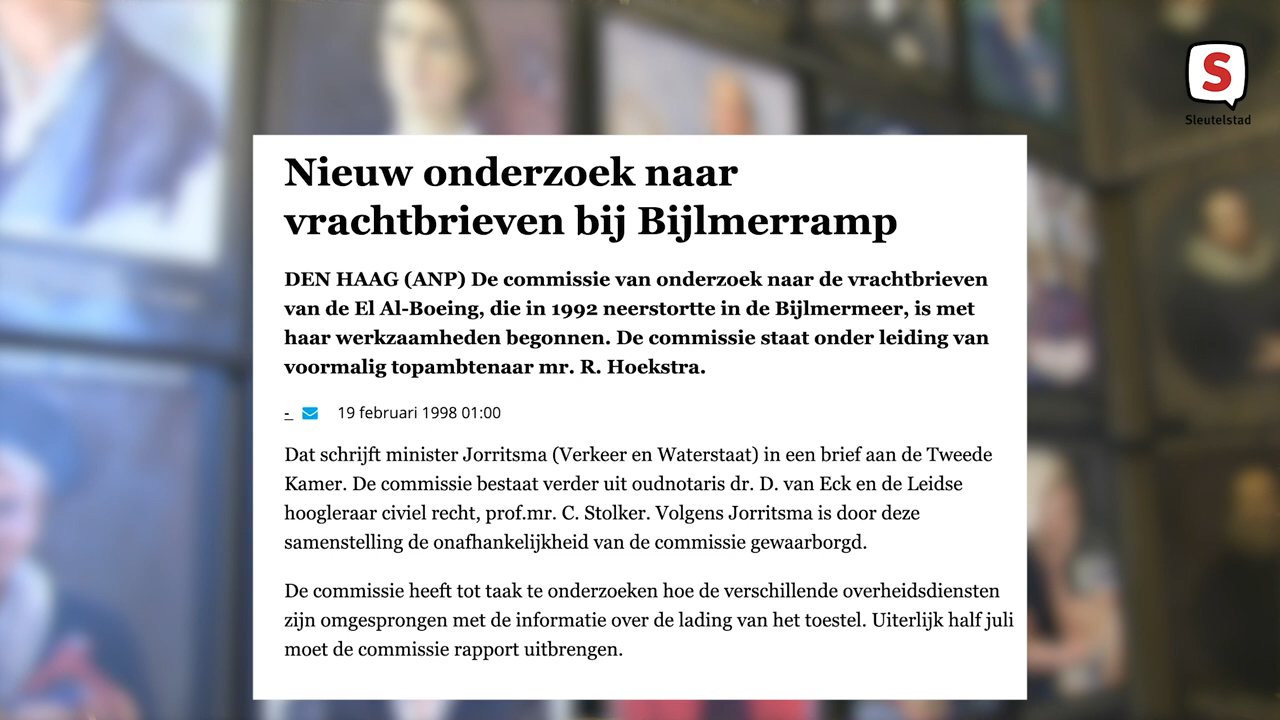 S
Sleutelstad
Nieuw onderzoek naar
vrachtbrieven bij Bijlmerramp
DEN HAAG (ANP) De commissie van onderzoek naar de vrachtbrieven
van de El Al-Boeing, die in 1992 neerstortte in de Bijlmermeer, is met
haar werkzaamheden begonnen. De commissie staat onder leiding van
voormalig topambtenaar mr. R. Hoekstra.
- 19 februari 1998 01:00
Dat schrijft minister Jorritsma (Verkeer en Waterstaat) in een brief aan de Tweede
Kamer. De commissie bestaat verder uit oudnotaris dr. D. van Eck en de Leidse
hoogleraar civiel recht, prof.mr. C. Stolker. Volgens Jorritsma is door deze
samenstelling de onafhankelijkheid van de commissie gewaarborgd.
De commissie heeft tot taak te onderzoeken hoe de verschillende overheidsdiensten
zijn omgesprongen met de informatie over de lading van het toestel. Uiterlijk half juli
moet de commissie rapport uitbrengen.